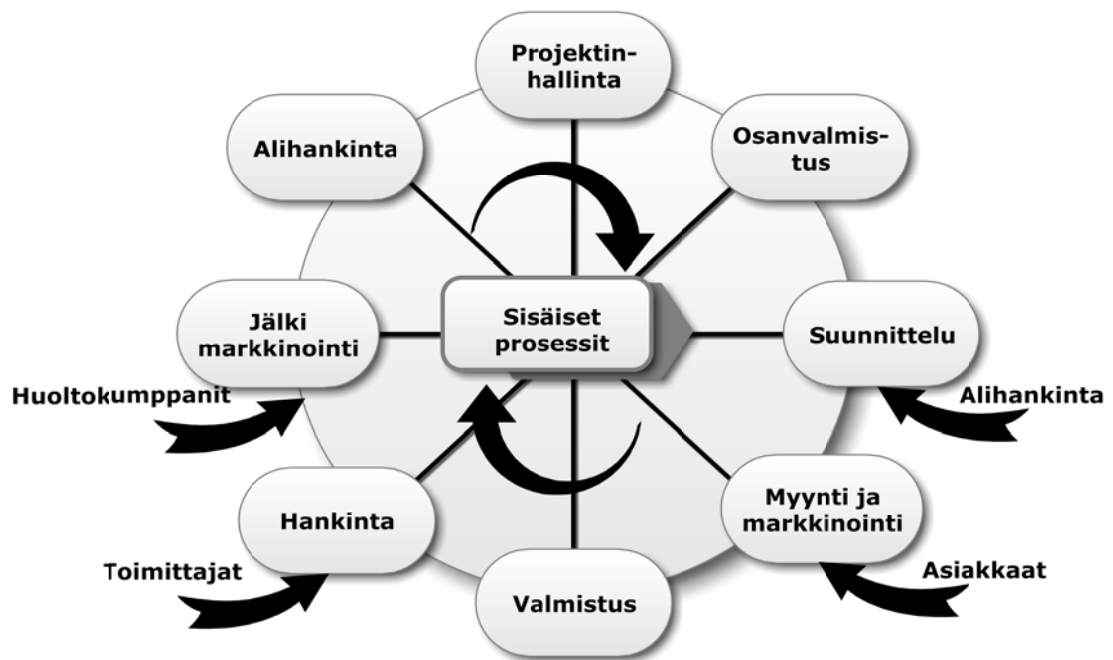 Projektin-
hallinta
Alihankinta
Osanvalmis-
tus
Jälki
markkinointi
Sisäiset
prosessit
Suunnittelu
Huoltokumppanit
Alihankinta
Hankinta
Myynti ja
markkinointi
Toimittajat
Asiakkaat
Valmistus